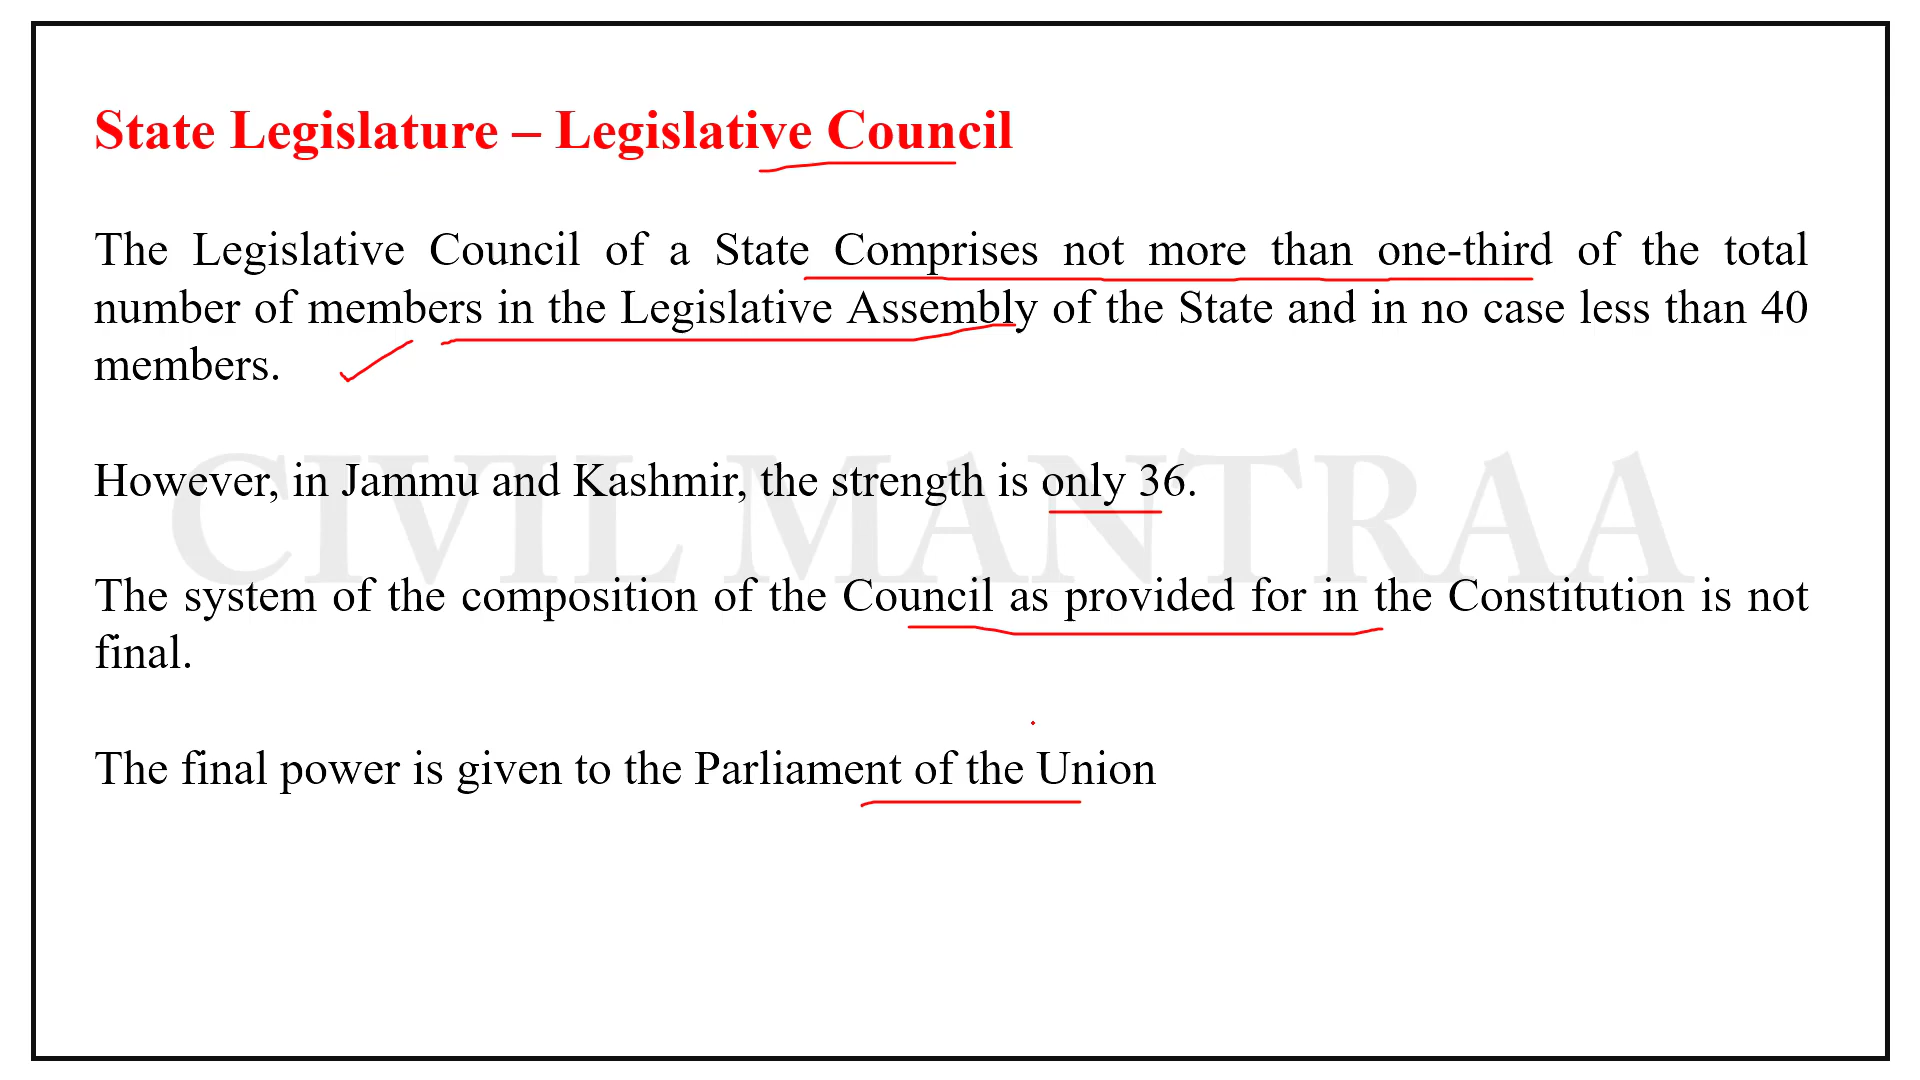 State Legislature – Legislative Council
The Legislative Council of a State Comprises not more than one-third of the total
number of members in the Legislative Assembly of the State and in no case less than 40
members.
CIVIL MANTRAA
However, in Jammu and Kashmir, the strength is only 36.
The system of the composition of the Council as provided for in the Constitution is not
final.
The final power is given to the Parliament of the Union